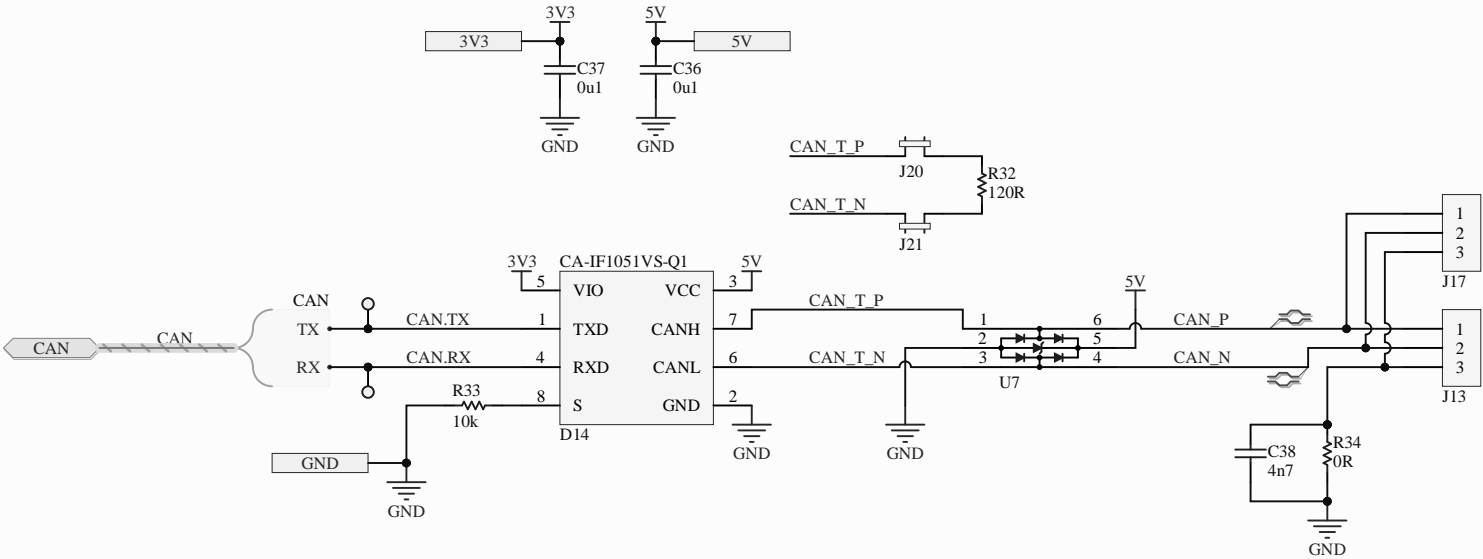 3V3
5V
3V3
5V
C37
0u1
C36
0u1
GND
GND
CAN_T_P
J20
R32
120R
CAN_T_N
J21
1
2
3
J17
3V3
CA-IF1051VS-Q1
5V
5
VIO
VCC
3
CAN
TX
CAN.TX
1
TXD
CANH
7
CAN_T_P
1
6
5V
CAN_P
1
CAN
CAN
2
5
2
RX
CAN.RX
4
RXD
CANL
6
CAN_T_N
3
4
CAN_N
3
U7
J13
R33
10k
8
S
GND
2
D14
GND
GND
GND
GND
C38
4n7
R34
0R
GND